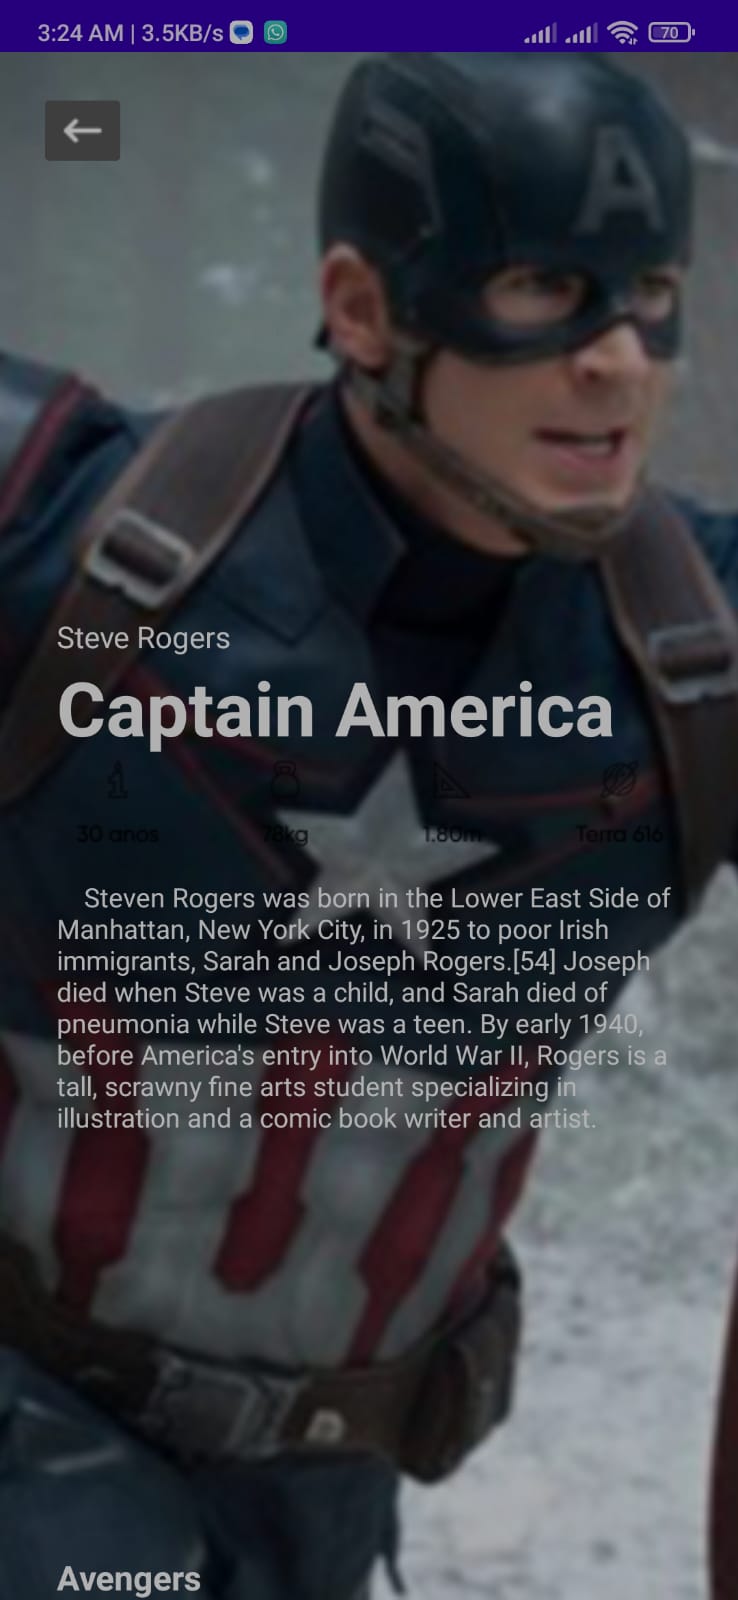 3:24 AM | 3.5KB/s
70
A
Steve Rogers
Captain America
30 anos 78kg 1.80m Terra 616
Steven Rogers was born in the Lower East Side of
Manhattan, New York City, in 1925 to poor Irish
immigrants, Sarah and Joseph Rogers.[54] Joseph
died when Steve was a child, and Sarah died of
pneumonia while Steve was a teen. By early 1940,
before America's entry into World War II, Rogers is a
tall, scrawny fine arts student specializing in
illustration and a comic book writer and artist.
Avengers